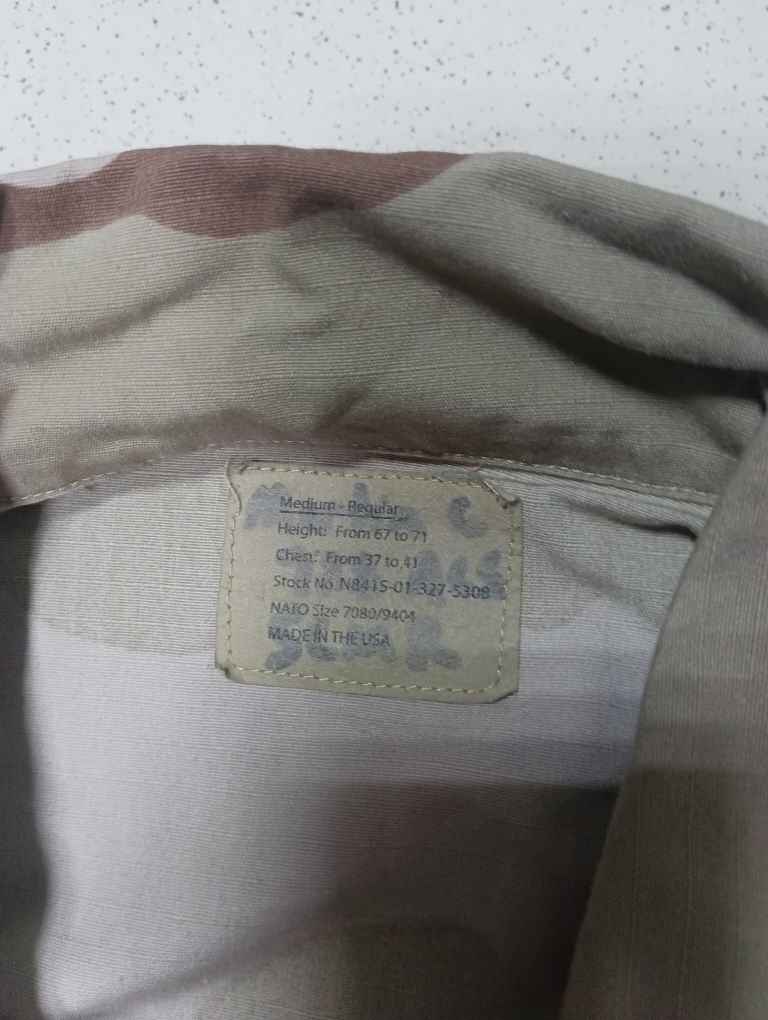 Medium - Regular
Height: From 67 to 71
Chest: From 37 to 41
Stock No N8415-01-327-5308
NATO Size 7080/9404
MADE IN THE USA